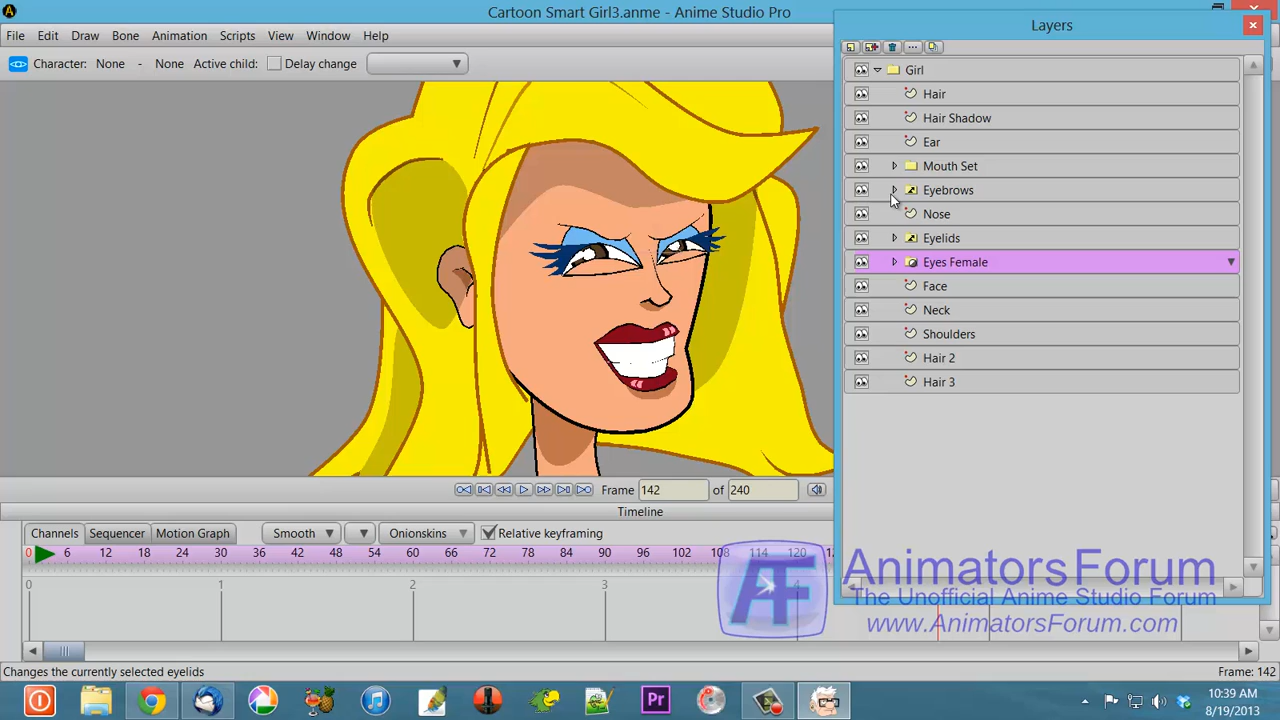 Cartoon Smart Girl3.anme - Anime Studio Pro
File Edit Draw Bone Animation Scripts View Window Help
Character: None - None Active child: Delay change
Layers
Girl
Hair
Hair Shadow
Ear
Mouth Set
Eyebrows
Nose
Eyelids
Eyes Female
Face
Neck
Shoulders
Hair 2
Hair 3
Frame 142 of 240
Timeline
Channels Sequencer Motion Graph Smooth Onionskins Relative keyframing
0 6 12 18 24 30 36 42 48 54 60 66 72 78 84 90 96 102 108 114 120
0 1 2 3 4
AF AnimatorsForum
The Unofficial Anime Studio Forum
www.AnimatorsForum.com
Changes the currently selected eyelids
Frame: 142
Pr
10:39 AM
8/19/2013